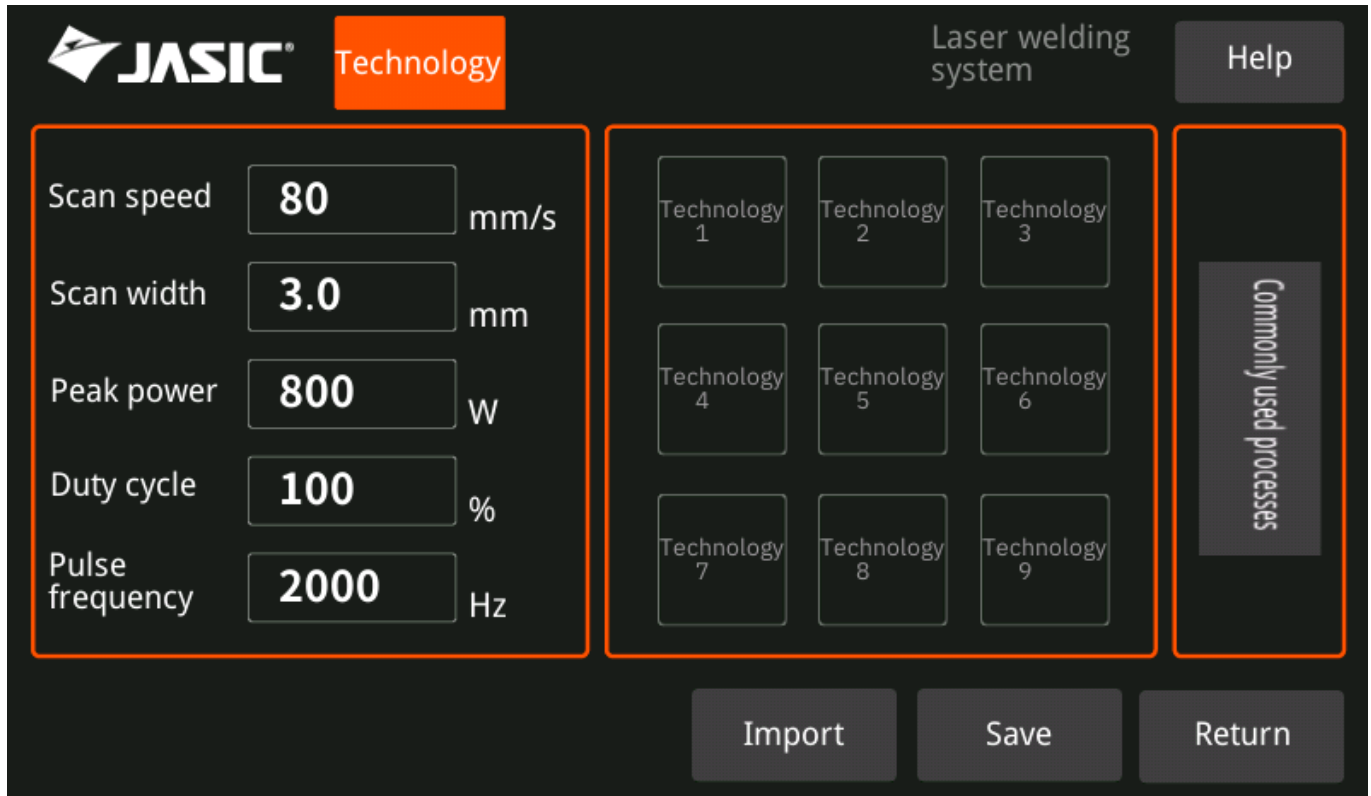 JASIC®
Technology
Laser welding
system
Help
Scan speed
80
mm/s
Scan width
3.0
mm
Peak power
800
W
Duty cycle
100
%
Pulse
frequency
2000
Hz
Technology
1
Technology
2
Technology
3
Technology
4
Technology
5
Technology
6
Technology
7
Technology
8
Technology
9
Commonly used processes
Import
Save
Return